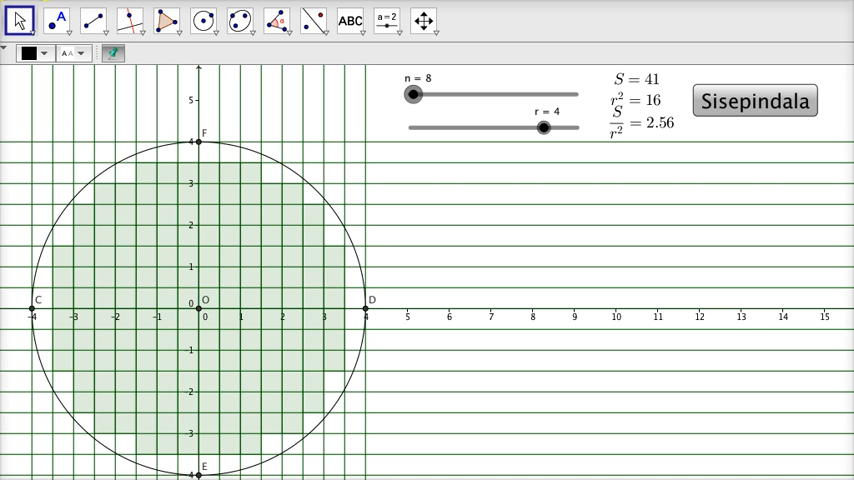 A
α
ABC
a=2
AA
?
n = 8
S = 41
r² = 16
S/r² = 2.56
r = 4
Sisepindala
5
F
4
3
2
1
C O D
0
-4 -3 -2 -1 0 1 2 3 4 5 6 7 8 9 10 11 12 13 14 15
-1
-2
-3
E
-4